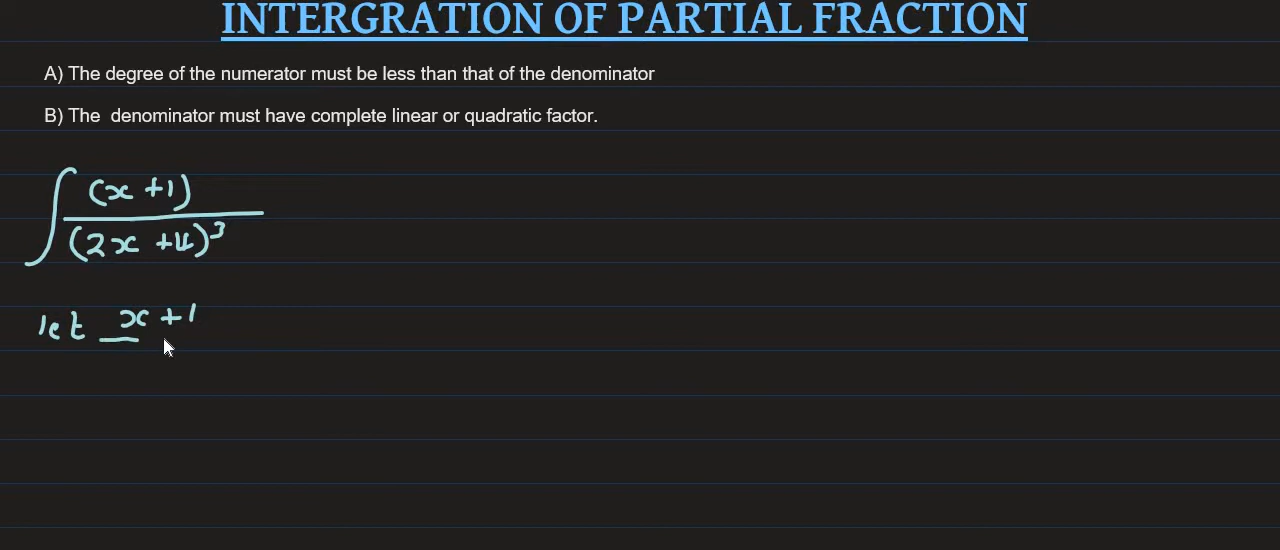 INTERGRATION OF PARTIAL FRACTION
A) The degree of the numerator must be less than that of the denominator
B) The denominator must have complete linear or quadratic factor.
∫ (x +1)
(2x +4)³
let x +1